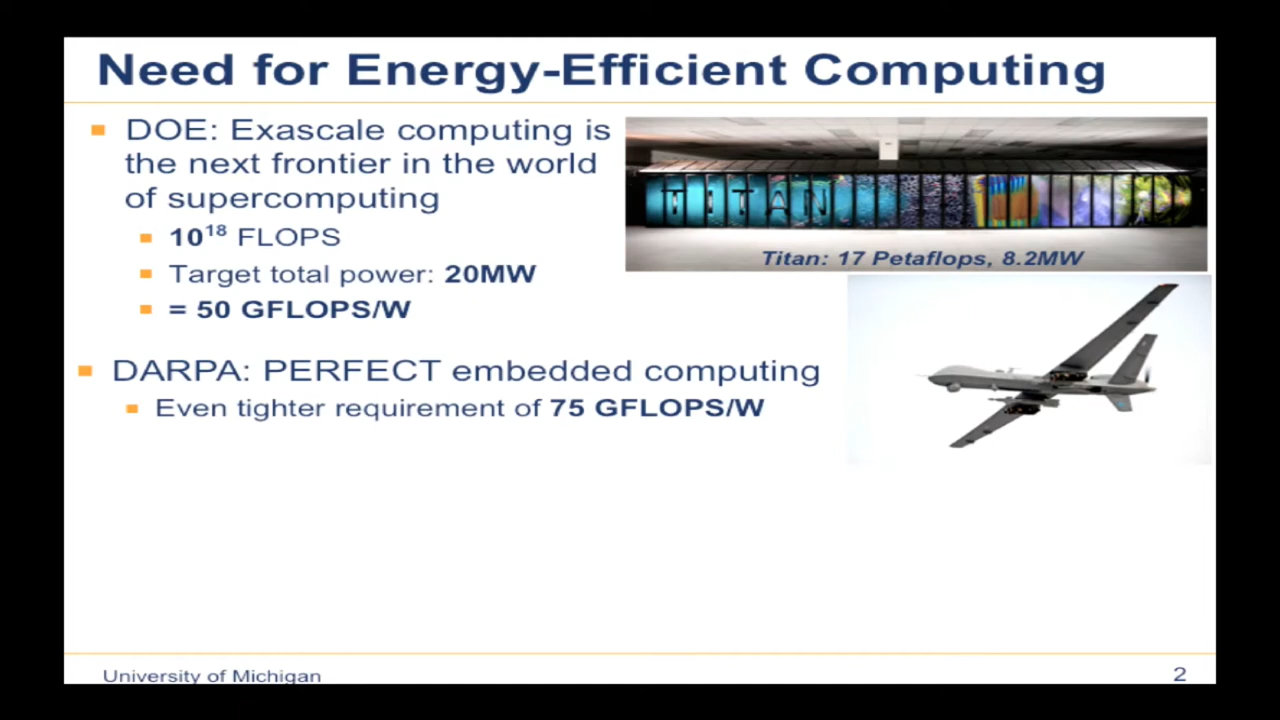 Need for Energy-Efficient Computing
DOE: Exascale computing is
the next frontier in the world
of supercomputing
10¹⁸ FLOPS
Target total power: 20MW
= 50 GFLOPS/W
TITAN
Titan: 17 Petaflops, 8.2MW
DARPA: PERFECT embedded computing
Even tighter requirement of 75 GFLOPS/W
University of Michigan
2